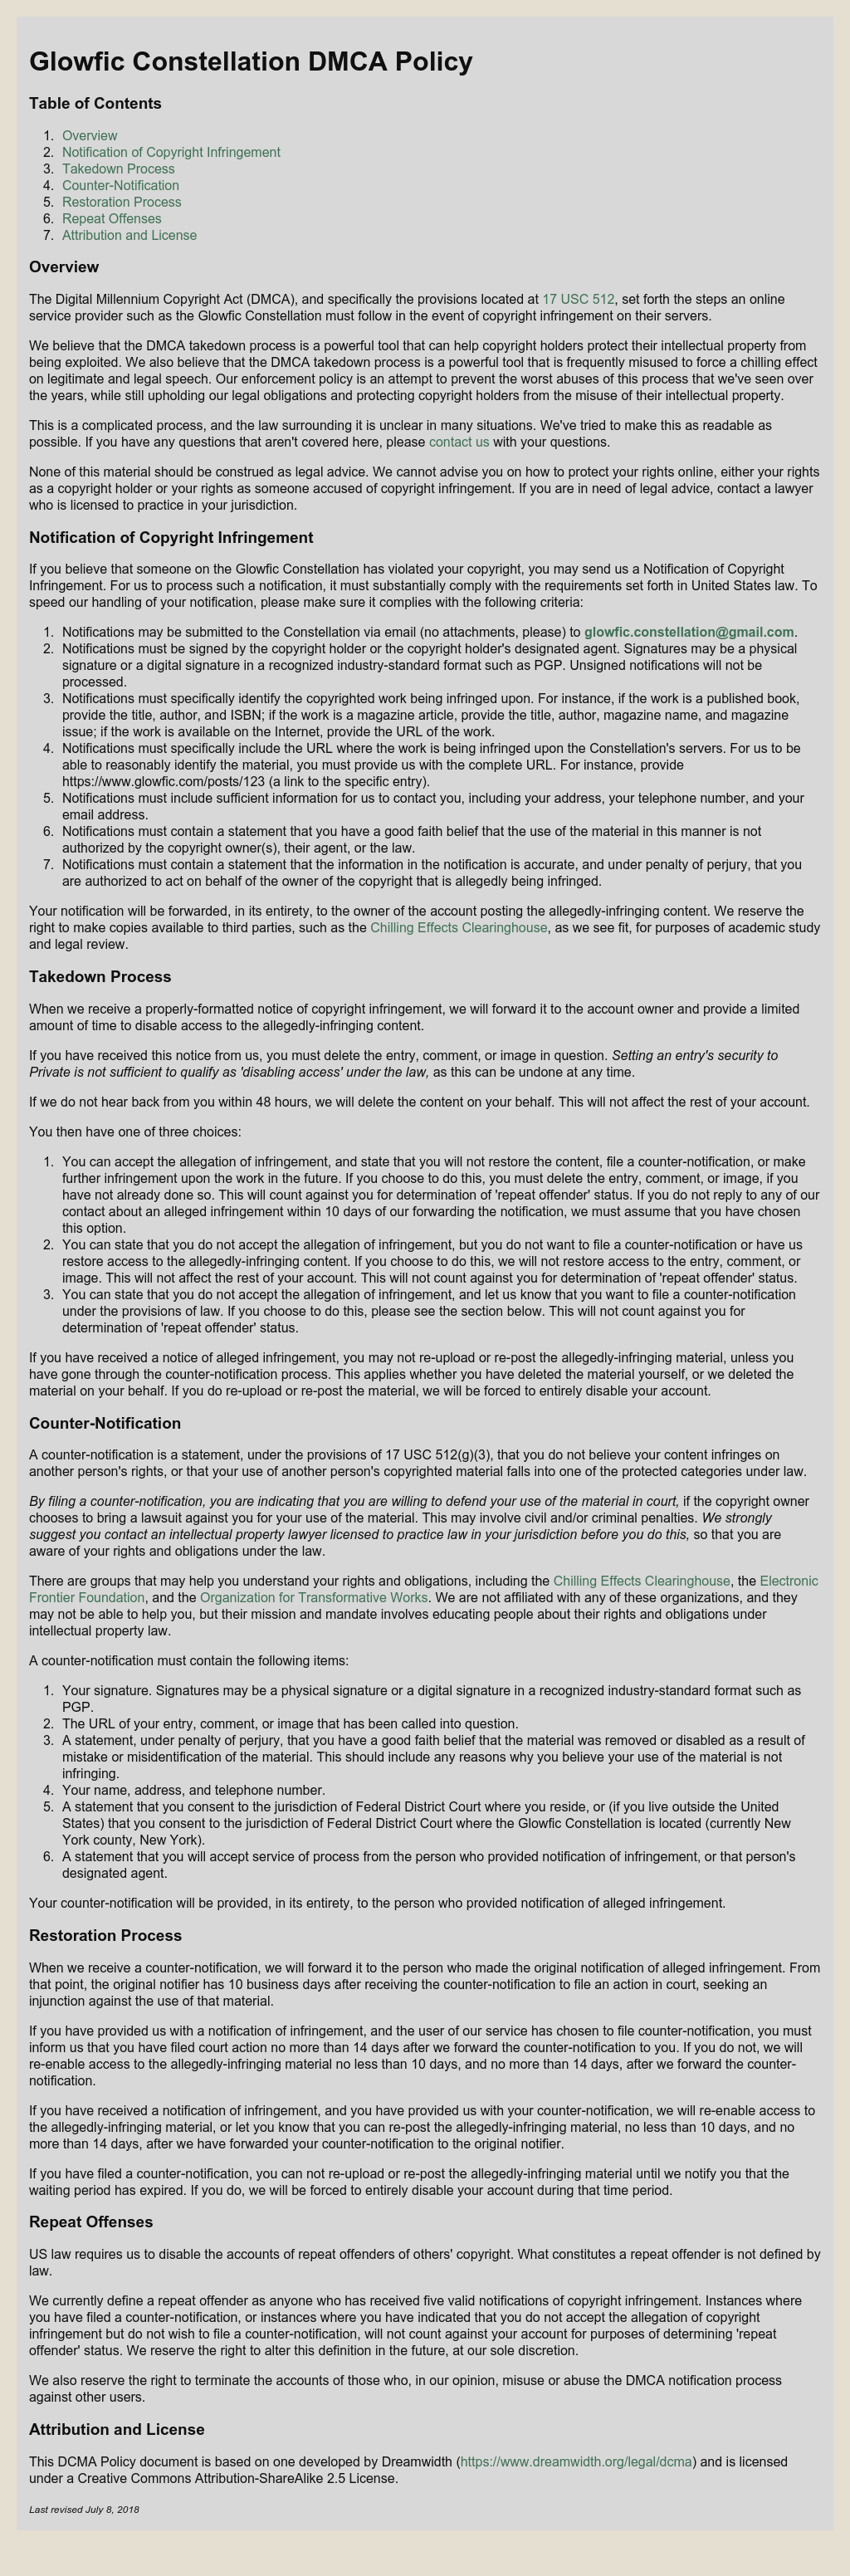 Glowfic Constellation DMCA Policy
Table of Contents
1. Overview
2. Notification of Copyright Infringement
3. Takedown Process
4. Counter-Notification
5. Restoration Process
6. Repeat Offenses
7. Attribution and License
Overview
The Digital Millennium Copyright Act (DMCA), and specifically the provisions located at 17 USC 512, set forth the steps an online
service provider such as the Glowfic Constellation must follow in the event of copyright infringement on their servers.
We believe that the DMCA takedown process is a powerful tool that can help copyright holders protect their intellectual property from
being exploited. We also believe that the DMCA takedown process is a powerful tool that is frequently misused to force a chilling effect
on legitimate and legal speech. Our enforcement policy is an attempt to prevent the worst abuses of this process that we've seen over
the years, while still upholding our legal obligations and protecting copyright holders from the misuse of their intellectual property.
This is a complicated process, and the law surrounding it is unclear in many situations. We've tried to make this as readable as
possible. If you have any questions that aren't covered here, please contact us with your questions.
None of this material should be construed as legal advice. We cannot advise you on how to protect your rights online, either your rights
as a copyright holder or your rights as someone accused of copyright infringement. If you are in need of legal advice, contact a lawyer
who is licensed to practice in your jurisdiction.
Notification of Copyright Infringement
If you believe that someone on the Glowfic Constellation has violated your copyright, you may send us a Notification of Copyright
Infringement. For us to process such a notification, it must substantially comply with the requirements set forth in United States law. To
speed our handling of your notification, please make sure it complies with the following criteria:
1. Notifications may be submitted to the Constellation via email (no attachments, please) to glowfic.constellation@gmail.com.
2. Notifications must be signed by the copyright holder or the copyright holder's designated agent. Signatures may be a physical
signature or a digital signature in a recognized industry-standard format such as PGP. Unsigned notifications will not be
processed.
3. Notifications must specifically identify the copyrighted work being infringed upon. For instance, if the work is a published book,
provide the title, author, and ISBN; if the work is a magazine article, provide the title, author, magazine name, and magazine
issue; if the work is available on the Internet, provide the URL of the work.
4. Notifications must specifically include the URL where the work is being infringed upon the Constellation's servers. For us to be
able to reasonably identify the material, you must provide us with the complete URL. For instance, provide
https://www.glowfic.com/posts/123 (a link to the specific entry).
5. Notifications must include sufficient information for us to contact you, including your address, your telephone number, and your
email address.
6. Notifications must contain a statement that you have a good faith belief that the use of the material in this manner is not
authorized by the copyright owner(s), their agent, or the law.
7. Notifications must contain a statement that the information in the notification is accurate, and under penalty of perjury, that you
are authorized to act on behalf of the owner of the copyright that is allegedly being infringed.
Your notification will be forwarded, in its entirety, to the owner of the account posting the allegedly-infringing content. We reserve the
right to make copies available to third parties, such as the Chilling Effects Clearinghouse, as we see fit, for purposes of academic study
and legal review.
Takedown Process
When we receive a properly-formatted notice of copyright infringement, we will forward it to the account owner and provide a limited
amount of time to disable access to the allegedly-infringing content.
If you have received this notice from us, you must delete the entry, comment, or image in question. Setting an entry's security to
Private is not sufficient to qualify as 'disabling access' under the law, as this can be undone at any time.
If we do not hear back from you within 48 hours, we will delete the content on your behalf. This will not affect the rest of your account.
You then have one of three choices:
1. You can accept the allegation of infringement, and state that you will not restore the content, file a counter-notification, or make
further infringement upon the work in the future. If you choose to do this, you must delete the entry, comment, or image, if you
have not already done so. This will count against you for determination of 'repeat offender' status. If you do not reply to any of our
contact about an alleged infringement within 10 days of our forwarding the notification, we must assume that you have chosen
this option.
2. You can state that you do not accept the allegation of infringement, but you do not want to file a counter-notification or have us
restore access to the allegedly-infringing content. If you choose to do this, we will not restore access to the entry, comment, or
image. This will not affect the rest of your account. This will not count against you for determination of 'repeat offender' status.
3. You can state that you do not accept the allegation of infringement, and let us know that you want to file a counter-notification
under the provisions of law. If you choose to do this, please see the section below. This will not count against you for
determination of 'repeat offender' status.
If you have received a notice of alleged infringement, you may not re-upload or re-post the allegedly-infringing material, unless you
have gone through the counter-notification process. This applies whether you have deleted the material yourself, or we deleted the
material on your behalf. If you do re-upload or re-post the material, we will be forced to entirely disable your account.
Counter-Notification
A counter-notification is a statement, under the provisions of 17 USC 512(g)(3), that you do not believe your content infringes on
another person's rights, or that your use of another person's copyrighted material falls into one of the protected categories under law.
By filing a counter-notification, you are indicating that you are willing to defend your use of the material in court, if the copyright owner
chooses to bring a lawsuit against you for your use of the material. This may involve civil and/or criminal penalties. We strongly
suggest you contact an intellectual property lawyer licensed to practice law in your jurisdiction before you do this, so that you are
aware of your rights and obligations under the law.
There are groups that may help you understand your rights and obligations, including the Chilling Effects Clearinghouse, the Electronic
Frontier Foundation, and the Organization for Transformative Works. We are not affiliated with any of these organizations, and they
may not be able to help you, but their mission and mandate involves educating people about their rights and obligations under
intellectual property law.
A counter-notification must contain the following items:
1. Your signature. Signatures may be a physical signature or a digital signature in a recognized industry-standard format such as
PGP.
2. The URL of your entry, comment, or image that has been called into question.
3. A statement, under penalty of perjury, that you have a good faith belief that the material was removed or disabled as a result of
mistake or misidentification of the material. This should include any reasons why you believe your use of the material is not
infringing.
4. Your name, address, and telephone number.
5. A statement that you consent to the jurisdiction of Federal District Court where you reside, or (if you live outside the United
States) that you consent to the jurisdiction of Federal District Court where the Glowfic Constellation is located (currently New
York county, New York).
6. A statement that you will accept service of process from the person who provided notification of infringement, or that person's
designated agent.
Your counter-notification will be provided, in its entirety, to the person who provided notification of alleged infringement.
Restoration Process
When we receive a counter-notification, we will forward it to the person who made the original notification of alleged infringement. From
that point, the original notifier has 10 business days after receiving the counter-notification to file an action in court, seeking an
injunction against the use of that material.
If you have provided us with a notification of infringement, and the user of our service has chosen to file counter-notification, you must
inform us that you have filed court action no more than 14 days after we forward the counter-notification to you. If you do not, we will
re-enable access to the allegedly-infringing material no less than 10 days, and no more than 14 days, after we forward the counter-
notification.
If you have received a notification of infringement, and you have provided us with your counter-notification, we will re-enable access to
the allegedly-infringing material, or let you know that you can re-post the allegedly-infringing material, no less than 10 days, and no
more than 14 days, after we have forwarded your counter-notification to the original notifier.
If you have filed a counter-notification, you can not re-upload or re-post the allegedly-infringing material until we notify you that the
waiting period has expired. If you do, we will be forced to entirely disable your account during that time period.
Repeat Offenses
US law requires us to disable the accounts of repeat offenders of others' copyright. What constitutes a repeat offender is not defined by
law.
We currently define a repeat offender as anyone who has received five valid notifications of copyright infringement. Instances where
you have filed a counter-notification, or instances where you have indicated that you do not accept the allegation of copyright
infringement but do not wish to file a counter-notification, will not count against your account for purposes of determining 'repeat
offender' status. We reserve the right to alter this definition in the future, at our sole discretion.
We also reserve the right to terminate the accounts of those who, in our opinion, misuse or abuse the DMCA notification process
against other users.
Attribution and License
This DCMA Policy document is based on one developed by Dreamwidth (https://www.dreamwidth.org/legal/dcma) and is licensed
under a Creative Commons Attribution-ShareAlike 2.5 License.
Last revised July 8, 2018